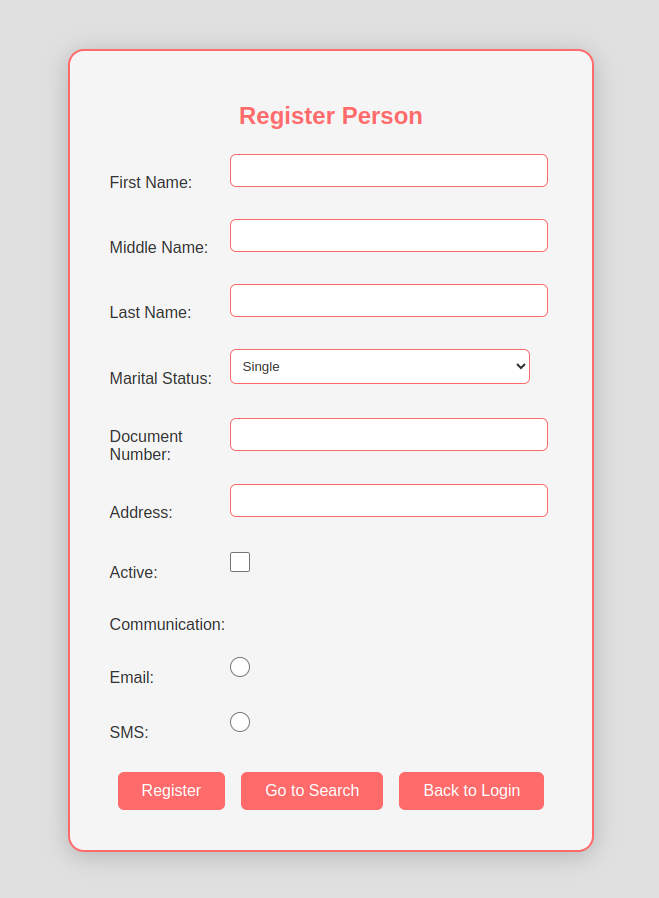 Register Person
First Name:
Middle Name:
Last Name:
Marital Status: Single
Document
Number:
Address:
Active:
Communication:
Email:
SMS:
Register Go to Search Back to Login